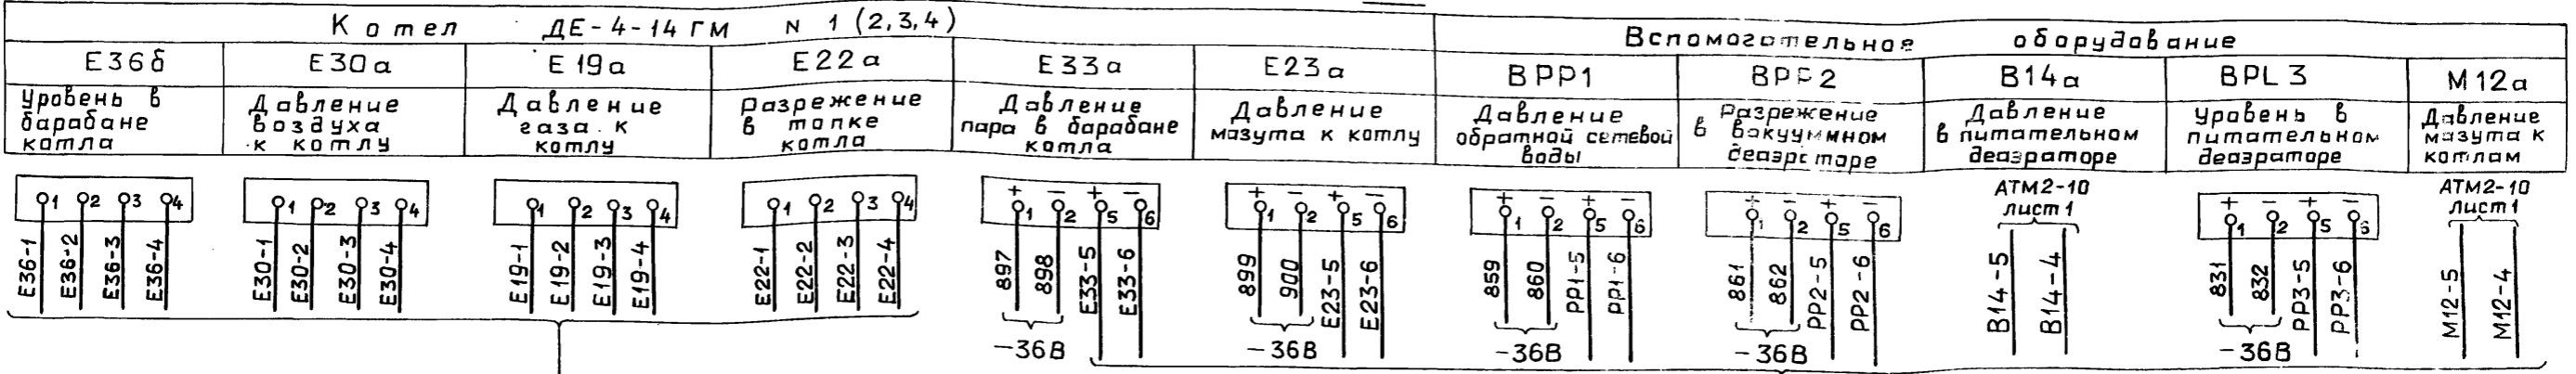 Котел ДЕ-4-14 ГМ N 1 (2,3,4)
Вспомогательное оборудование
Е36б Е30а Е19а Е22а Е33а Е23а ВРР1 ВРР2 В14а BPL3 М12а
Уровень в
барабане
котла
Давление
воздуха
к котлу
Давление
газа к
котлу
Разрежение
в топке
котла
Давление
пара в барабане
котла
Давление
мазута к котлу
Давление
обратной сетевой
воды
Разрежение
в вакуумном
деаэраторе
Давление
в питательном
деаэраторе
Уровень в
питательном
деаэраторе
Давление
мазута к
котлам
1 2 3 4
Е36-1 Е36-2 Е36-3 Е36-4
1 2 3 4
Е30-1 Е30-2 Е30-3 Е30-4
1 2 3 4
Е19-1 Е19-2 Е19-3 Е19-4
1 2 3 4
Е22-1 Е22-2 Е22-3 Е22-4
+ − + −
1 2 5 6
897 898 Е33-5 Е33-6
−36В
+ − + −
1 2 5 6
899 900 Е23-5 Е23-6
−36В
+ − + −
1 2 5 6
859 860 РР1-5 РР1-6
−36В
+ − + −
1 2 5 6
861 862 РР2-5 РР2-6
−36В
АТМ2-10
лист 1
В14-5 В14-4
+ − + −
1 2 5 6
831 832 РР3-5 РР3-6
−36В
АТМ2-10
лист 1
М12-5 М12-4